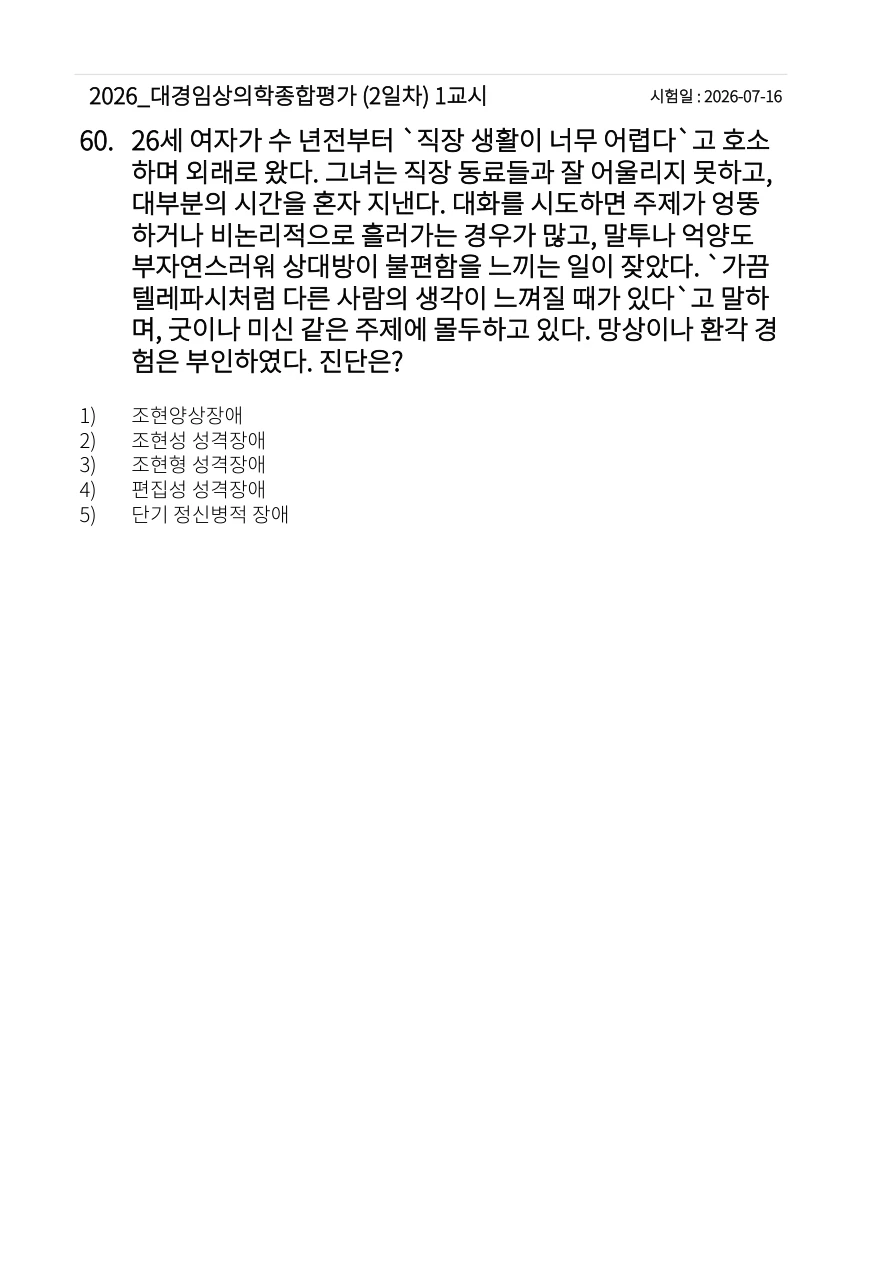 2026_대경임상의학종합평가 (2일차) 1교시
시험일 : 2026-07-16
60. 26세 여자가 수 년전부터 `직장 생활이 너무 어렵다`고 호소
하며 외래로 왔다. 그녀는 직장 동료들과 잘 어울리지 못하고,
대부분의 시간을 혼자 지낸다. 대화를 시도하면 주제가 엉뚱
하거나 비논리적으로 흘러가는 경우가 많고, 말투나 억양도
부자연스러워 상대방이 불편함을 느끼는 일이 잦았다. `가끔
텔레파시처럼 다른 사람의 생각이 느껴질 때가 있다`고 말하
며, 굿이나 미신 같은 주제에 몰두하고 있다. 망상이나 환각 경
험은 부인하였다. 진단은?
1) 조현양상장애
2) 조현성 성격장애
3) 조현형 성격장애
4) 편집성 성격장애
5) 단기 정신병적 장애